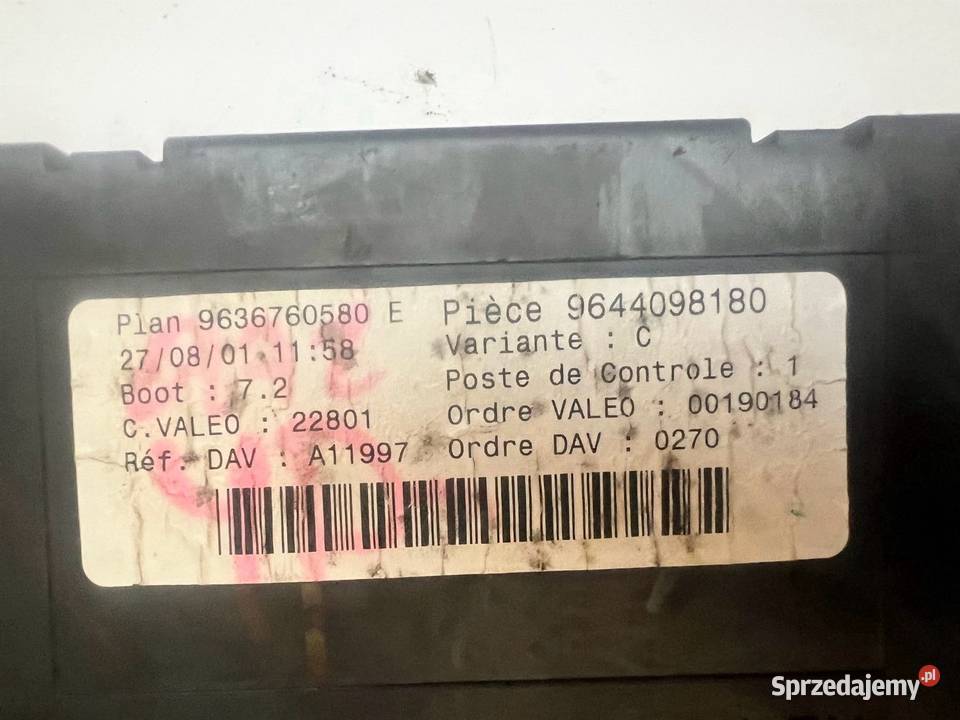 Plan 9636760580 E Pièce 9644098180
27/08/01 11:58 Variante : C
Boot : 7.2 Poste de Controle : 1
C.VALEO : 22801 Ordre VALEO : 00190184
Réf. DAV : A11997 Ordre DAV : 0270
Sprzedajemy.pl